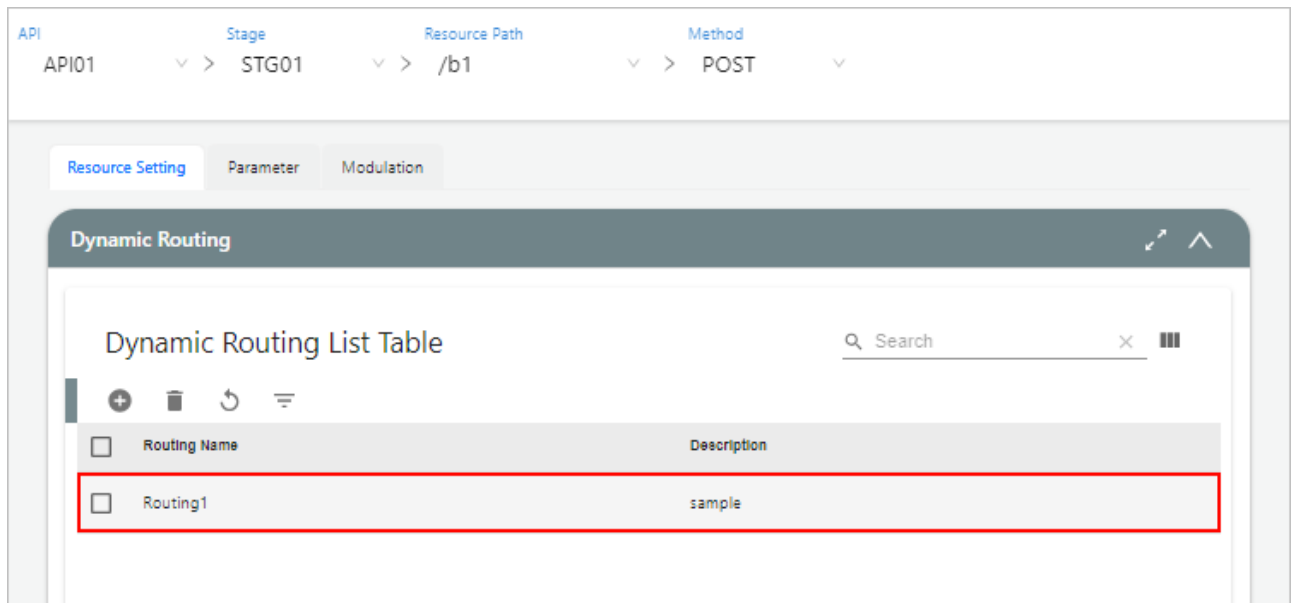 API Stage Resource Path Method
API01 > STG01 > /b1 > POST
Resource Setting Parameter Modulation
Dynamic Routing
Dynamic Routing List Table Search
Routing Name Description
Routing1 sample